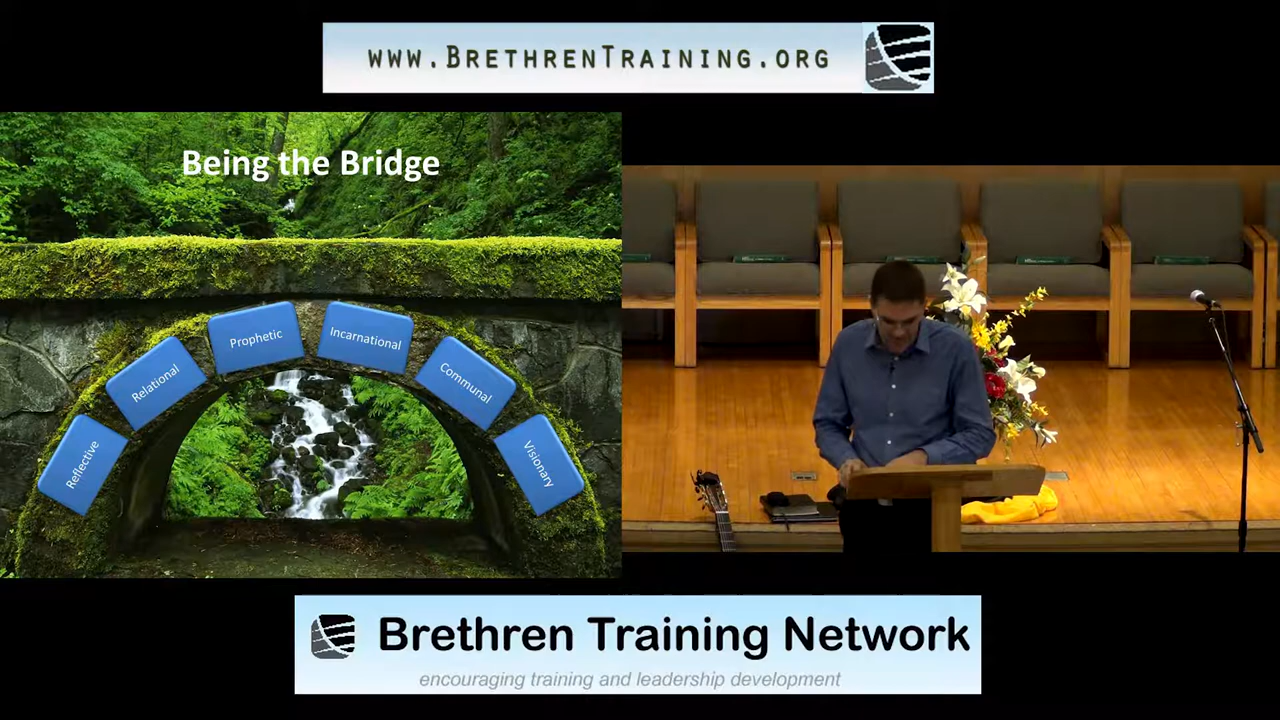 www.BrethrenTraining.org
Being the Bridge
Reflective
Relational
Prophetic
Incarnational
Communal
Visionary
Brethren Training Network
encouraging training and leadership development